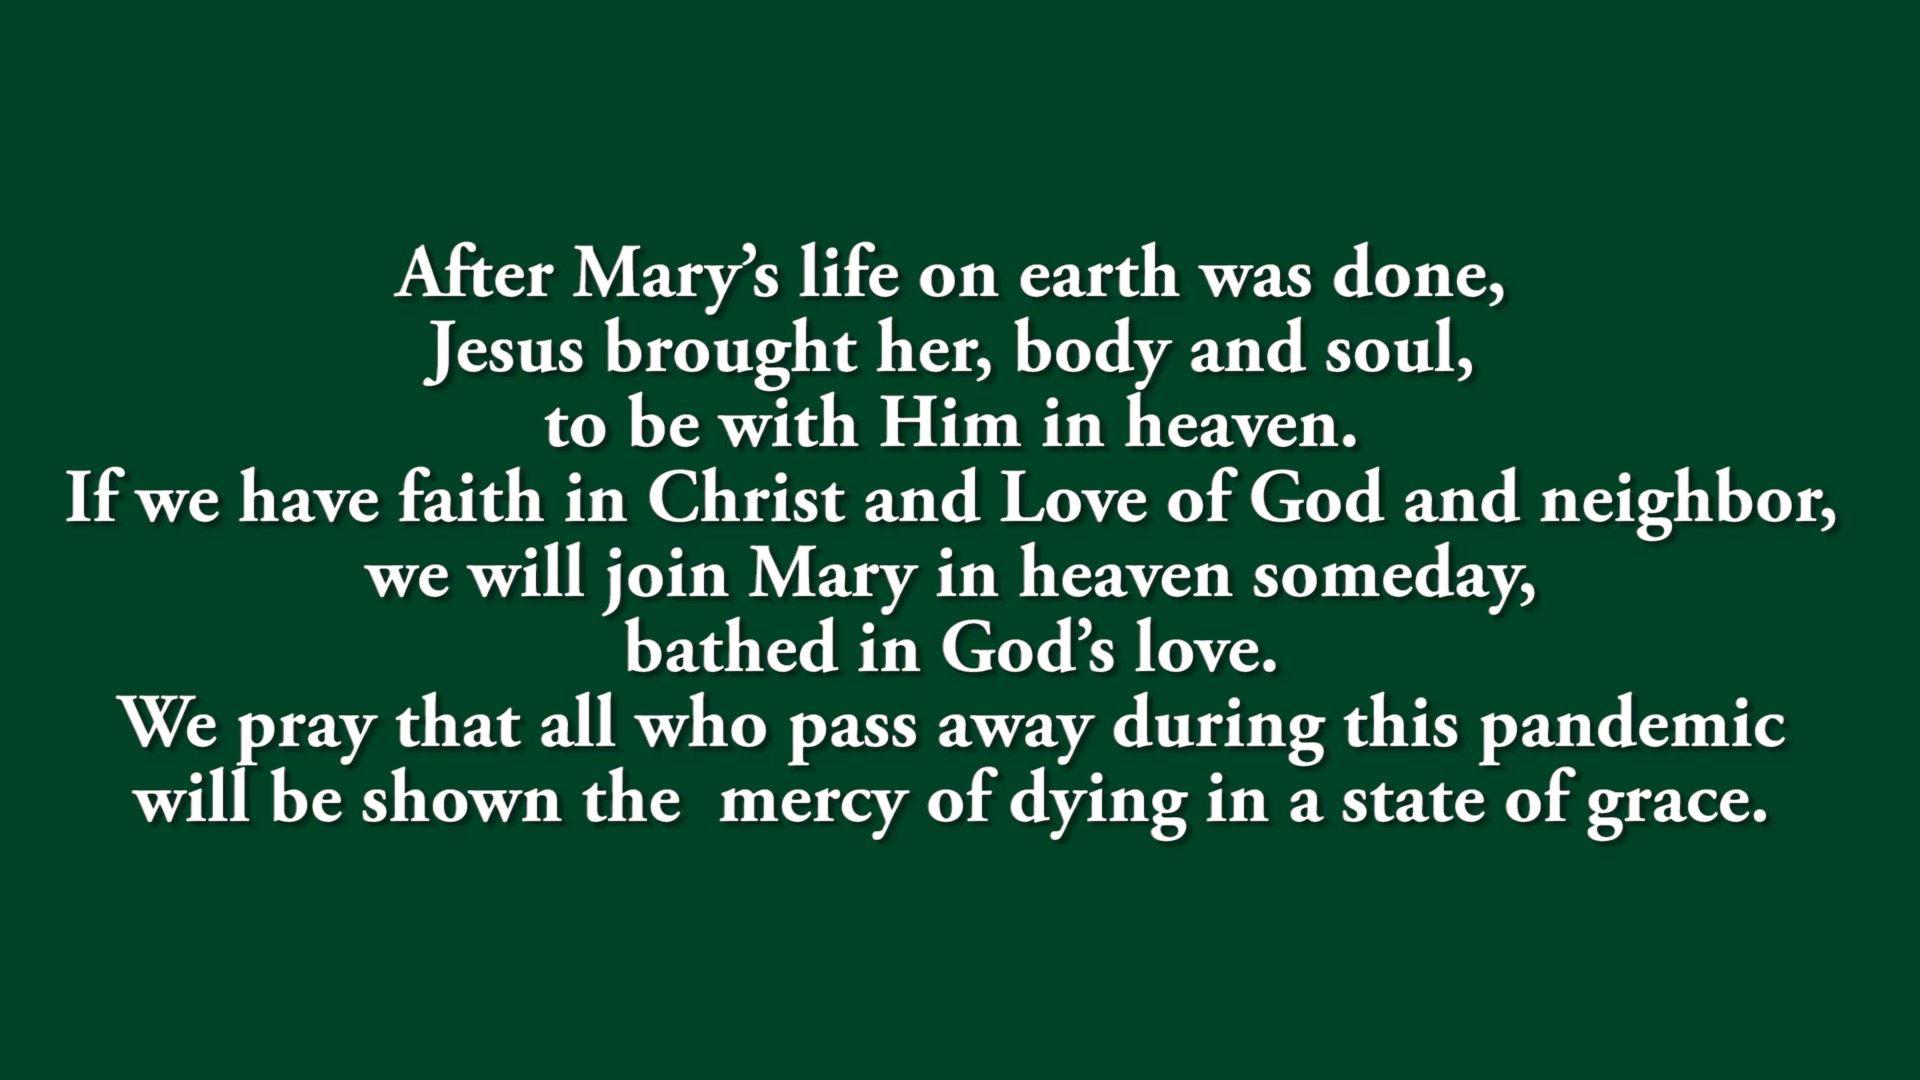 After Mary’s life on earth was done,
Jesus brought her, body and soul,
to be with Him in heaven.
If we have faith in Christ and Love of God and neighbor,
we will join Mary in heaven someday,
bathed in God’s love.
We pray that all who pass away during this pandemic
will be shown the  mercy of dying in a state of grace.